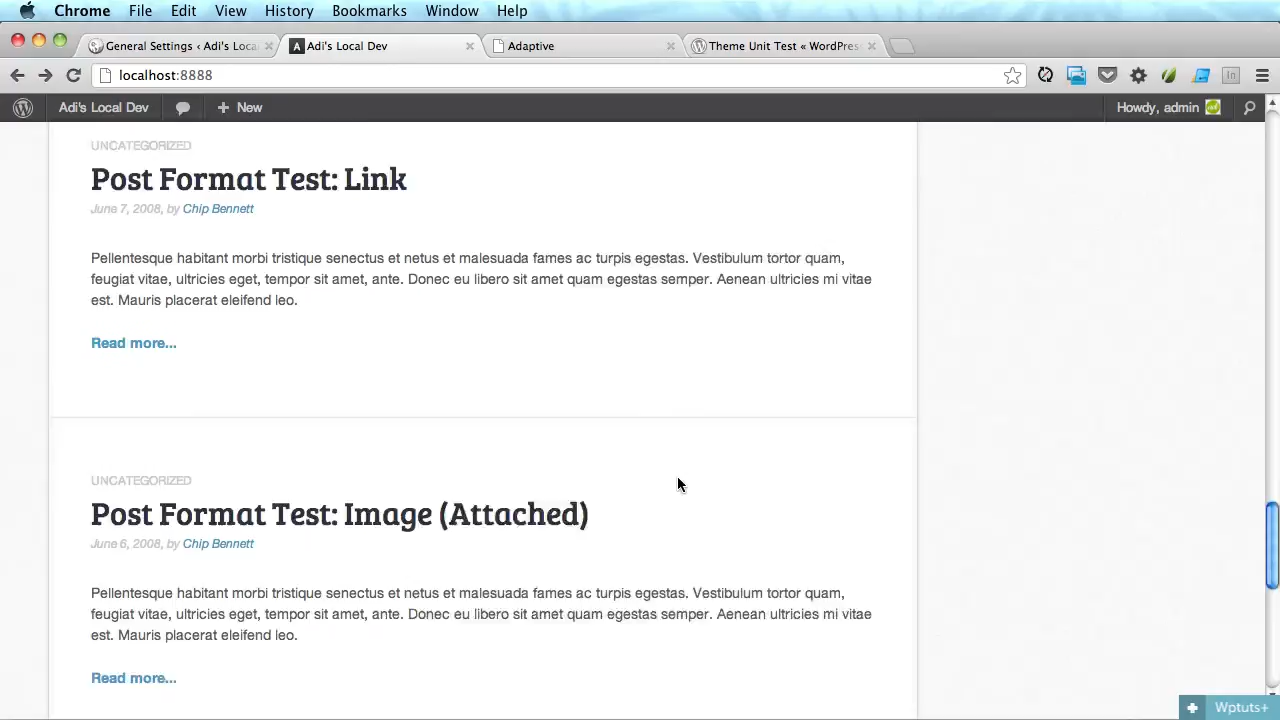 Chrome File Edit View History Bookmarks Window Help
General Settings ‹ Adi's Loca
Adi's Local Dev
Adaptive
Theme Unit Test « WordPres
localhost:8888
Adi's Local Dev
New
Howdy, admin
UNCATEGORIZED
Post Format Test: Link
June 7, 2008, by Chip Bennett
Pellentesque habitant morbi tristique senectus et netus et malesuada fames ac turpis egestas. Vestibulum tortor quam,
feugiat vitae, ultricies eget, tempor sit amet, ante. Donec eu libero sit amet quam egestas semper. Aenean ultricies mi vitae
est. Mauris placerat eleifend leo.
Read more...
UNCATEGORIZED
Post Format Test: Image (Attached)
June 6, 2008, by Chip Bennett
Pellentesque habitant morbi tristique senectus et netus et malesuada fames ac turpis egestas. Vestibulum tortor quam,
feugiat vitae, ultricies eget, tempor sit amet, ante. Donec eu libero sit amet quam egestas semper. Aenean ultricies mi vitae
est. Mauris placerat eleifend leo.
Read more...
Wptuts+